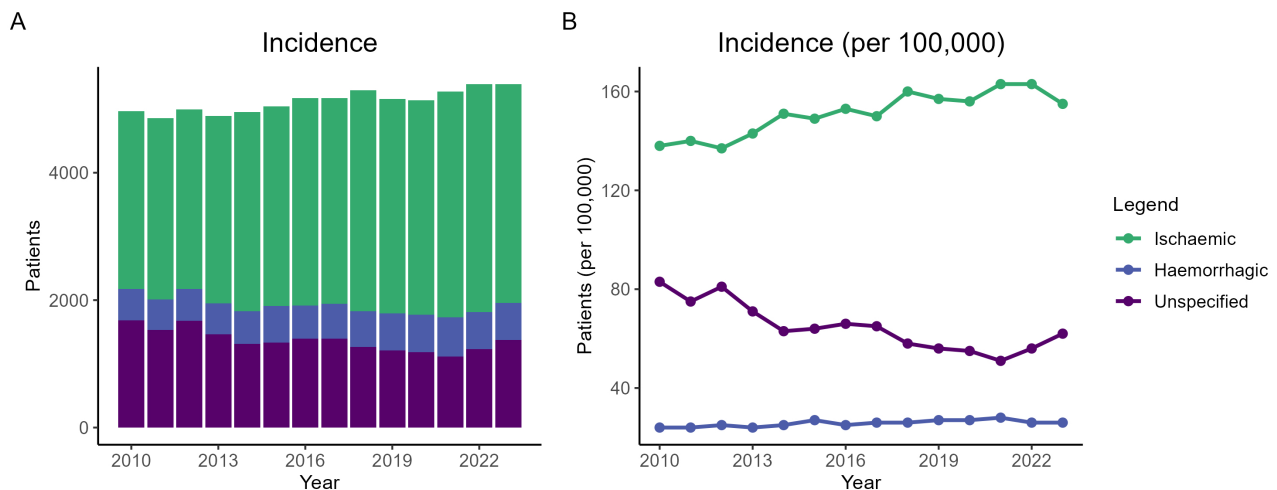 A
Incidence
Patients
4000
2000
0
2010
2013
2016
2019
2022
Year
B
Incidence (per 100,000)
Patients (per 100,000)
160
120
80
40
2010
2013
2016
2019
2022
Year
Legend
Ischaemic
Haemorrhagic
Unspecified